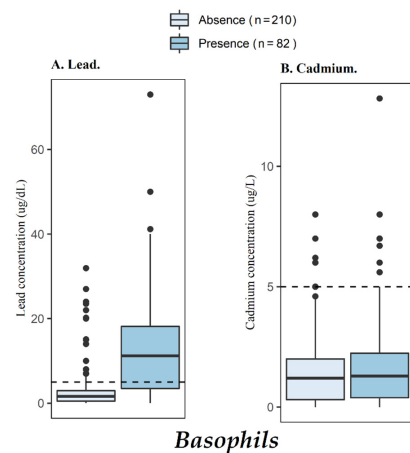 Absence (n=210)
Presence (n=82)
A. Lead.
B. Cadmium.
Lead concentration (ug/dL)
60
40
20
0
Cadmium concentration (ug/L)
10
5
0
Basophils